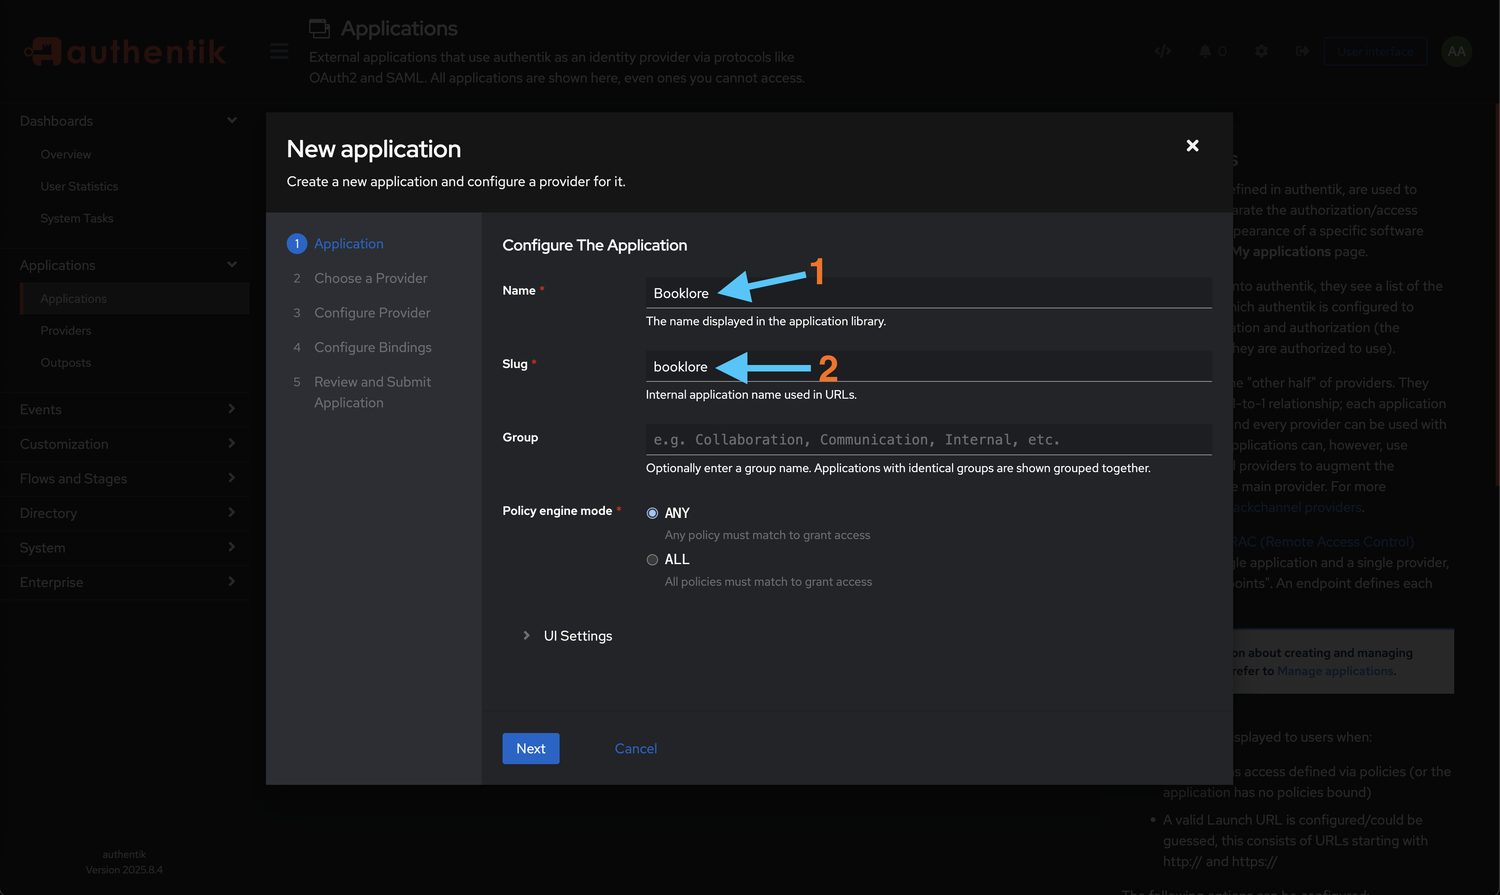 authentik
Applications
External applications that use authentik as an identity provider via protocols like
OAuth2 and SAML. All applications are shown here, even ones you cannot access.
0
User interface
AA
Dashboards
Overview
User Statistics
System Tasks
Applications
Applications
Providers
Outposts
Events
Customization
Flows and Stages
Directory
System
Enterprise
authentik
Version 2025.8.4
New application
Create a new application and configure a provider for it.
1 Application
2 Choose a Provider
3 Configure Provider
4 Configure Bindings
5 Review and Submit
Application
Configure The Application
Name *
Booklore
1
The name displayed in the application library.
Slug *
booklore
2
Internal application name used in URLs.
Group
e.g. Collaboration, Communication, Internal, etc.
Optionally enter a group name. Applications with identical groups are shown grouped together.
Policy engine mode *
ANY
Any policy must match to grant access
ALL
All policies must match to grant access
UI Settings
Next
Cancel
s
fined in authentik, are used to
arate the authorization/access
pearance of a specific software
My applications page.
nto authentik, they see a list of the
hich authentik is configured to
ation and authorization (the
hey are authorized to use).
e "other half" of providers. They
1-to-1 relationship; each application
nd every provider can be used with
pplications can, however, use
l providers to augment the
e main provider. For more
ackchannel providers.
RAC (Remote Access Control)
gle application and a single provider,
oints". An endpoint defines each
on about creating and managing
refer to Manage applications.
splayed to users when:
s access defined via policies (or the
application has no policies bound)
• A valid Launch URL is configured/could be
guessed, this consists of URLs starting with
http:// and https://
The following options can be configured: